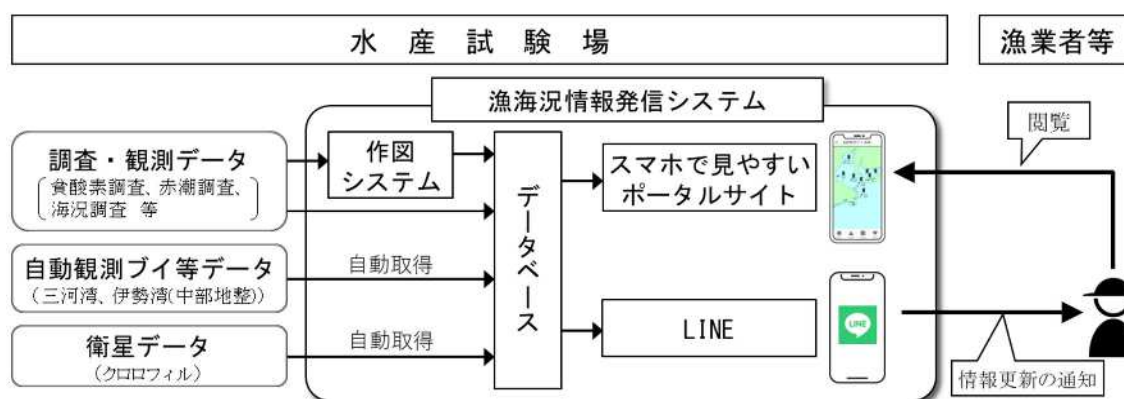 水産試験場
漁業者等
漁海況情報発信システム
閲覧
調査・観測データ
貧酸素調査、赤潮調査、
海況調査 等
作図
システム
データベース
スマホで見やすい
ポータルサイト
自動観測ブイ等データ
(三河湾、伊勢湾(中部地整))
自動取得
LINE
LINE
衛星データ
(クロロフィル)
自動取得
情報更新の通知